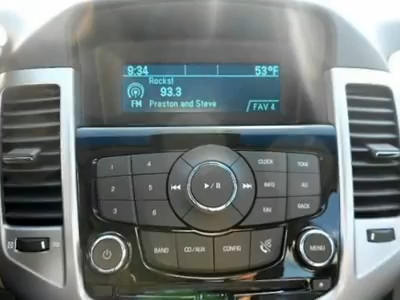 9:34 53°F
Rockst
93.3
FM Preston and Steve
FAV 4
1 4 CLOCK TONE
2 5 INFO AS
3 6 FAV BACK
BAND CD/AUX CONFIG MENU